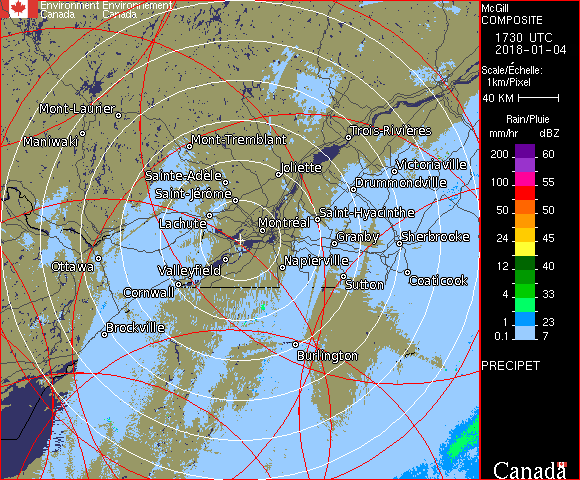 Environment Environnement
Canada Canada
McGill
COMPOSITE
1730 UTC
2018-01-04
Scale/Échelle:
1km/Pixel
40 KM
Rain/Pluie
mm/hr dBZ
200 60
100 55
50 50
24 45
12 40
4 33
1 23
0.1 7
PRECIPET
Canada
Mont-Laurier
Maniwaki
Mont-Tremblant
Trois-Rivières
Joliette
Victoriaville
Sainte-Adèle
Drummondville
Saint-Jérôme
Saint-Hyacinthe
Lachute
Montréal
Granby
Sherbrooke
Ottawa
Valleyfield
Napierville
Cornwall
Sutton
Coaticook
Brockville
Burlington